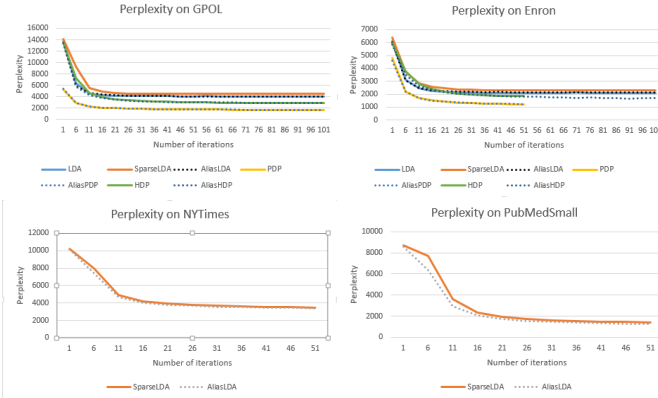 Perplexity on GPOL
Perplexity
16000
14000
12000
10000
8000
6000
4000
2000
0
1 6 11 16 21 26 31 36 41 46 51 56 61 66 71 76 81 86 91 96 101
Number of iterations
LDA SparseLDA AliasLDA PDP
AliasPDP HDP AliasHDP
Perplexity on Enron
Perplexity
7000
6000
5000
4000
3000
2000
1000
0
1 6 11 16 21 26 31 36 41 46 51 56 61 66 71 76 81 86 91 96 10
Number of iterations
LDA SparseLDA AliasLDA PDP
AliasPDP HDP AliasHDP
Perplexity on NYTimes
Perplexity
12000
10000
8000
6000
4000
2000
0
1 6 11 16 21 26 31 36 41 46 51
Number of iterations
SparseLDA AliasLDA
Perplexity on PubMedSmall
Perplexity
10000
8000
6000
4000
2000
0
1 6 11 16 21 26 31 36 41 46 51
Number of iterations
SparseLDA AliasLDA